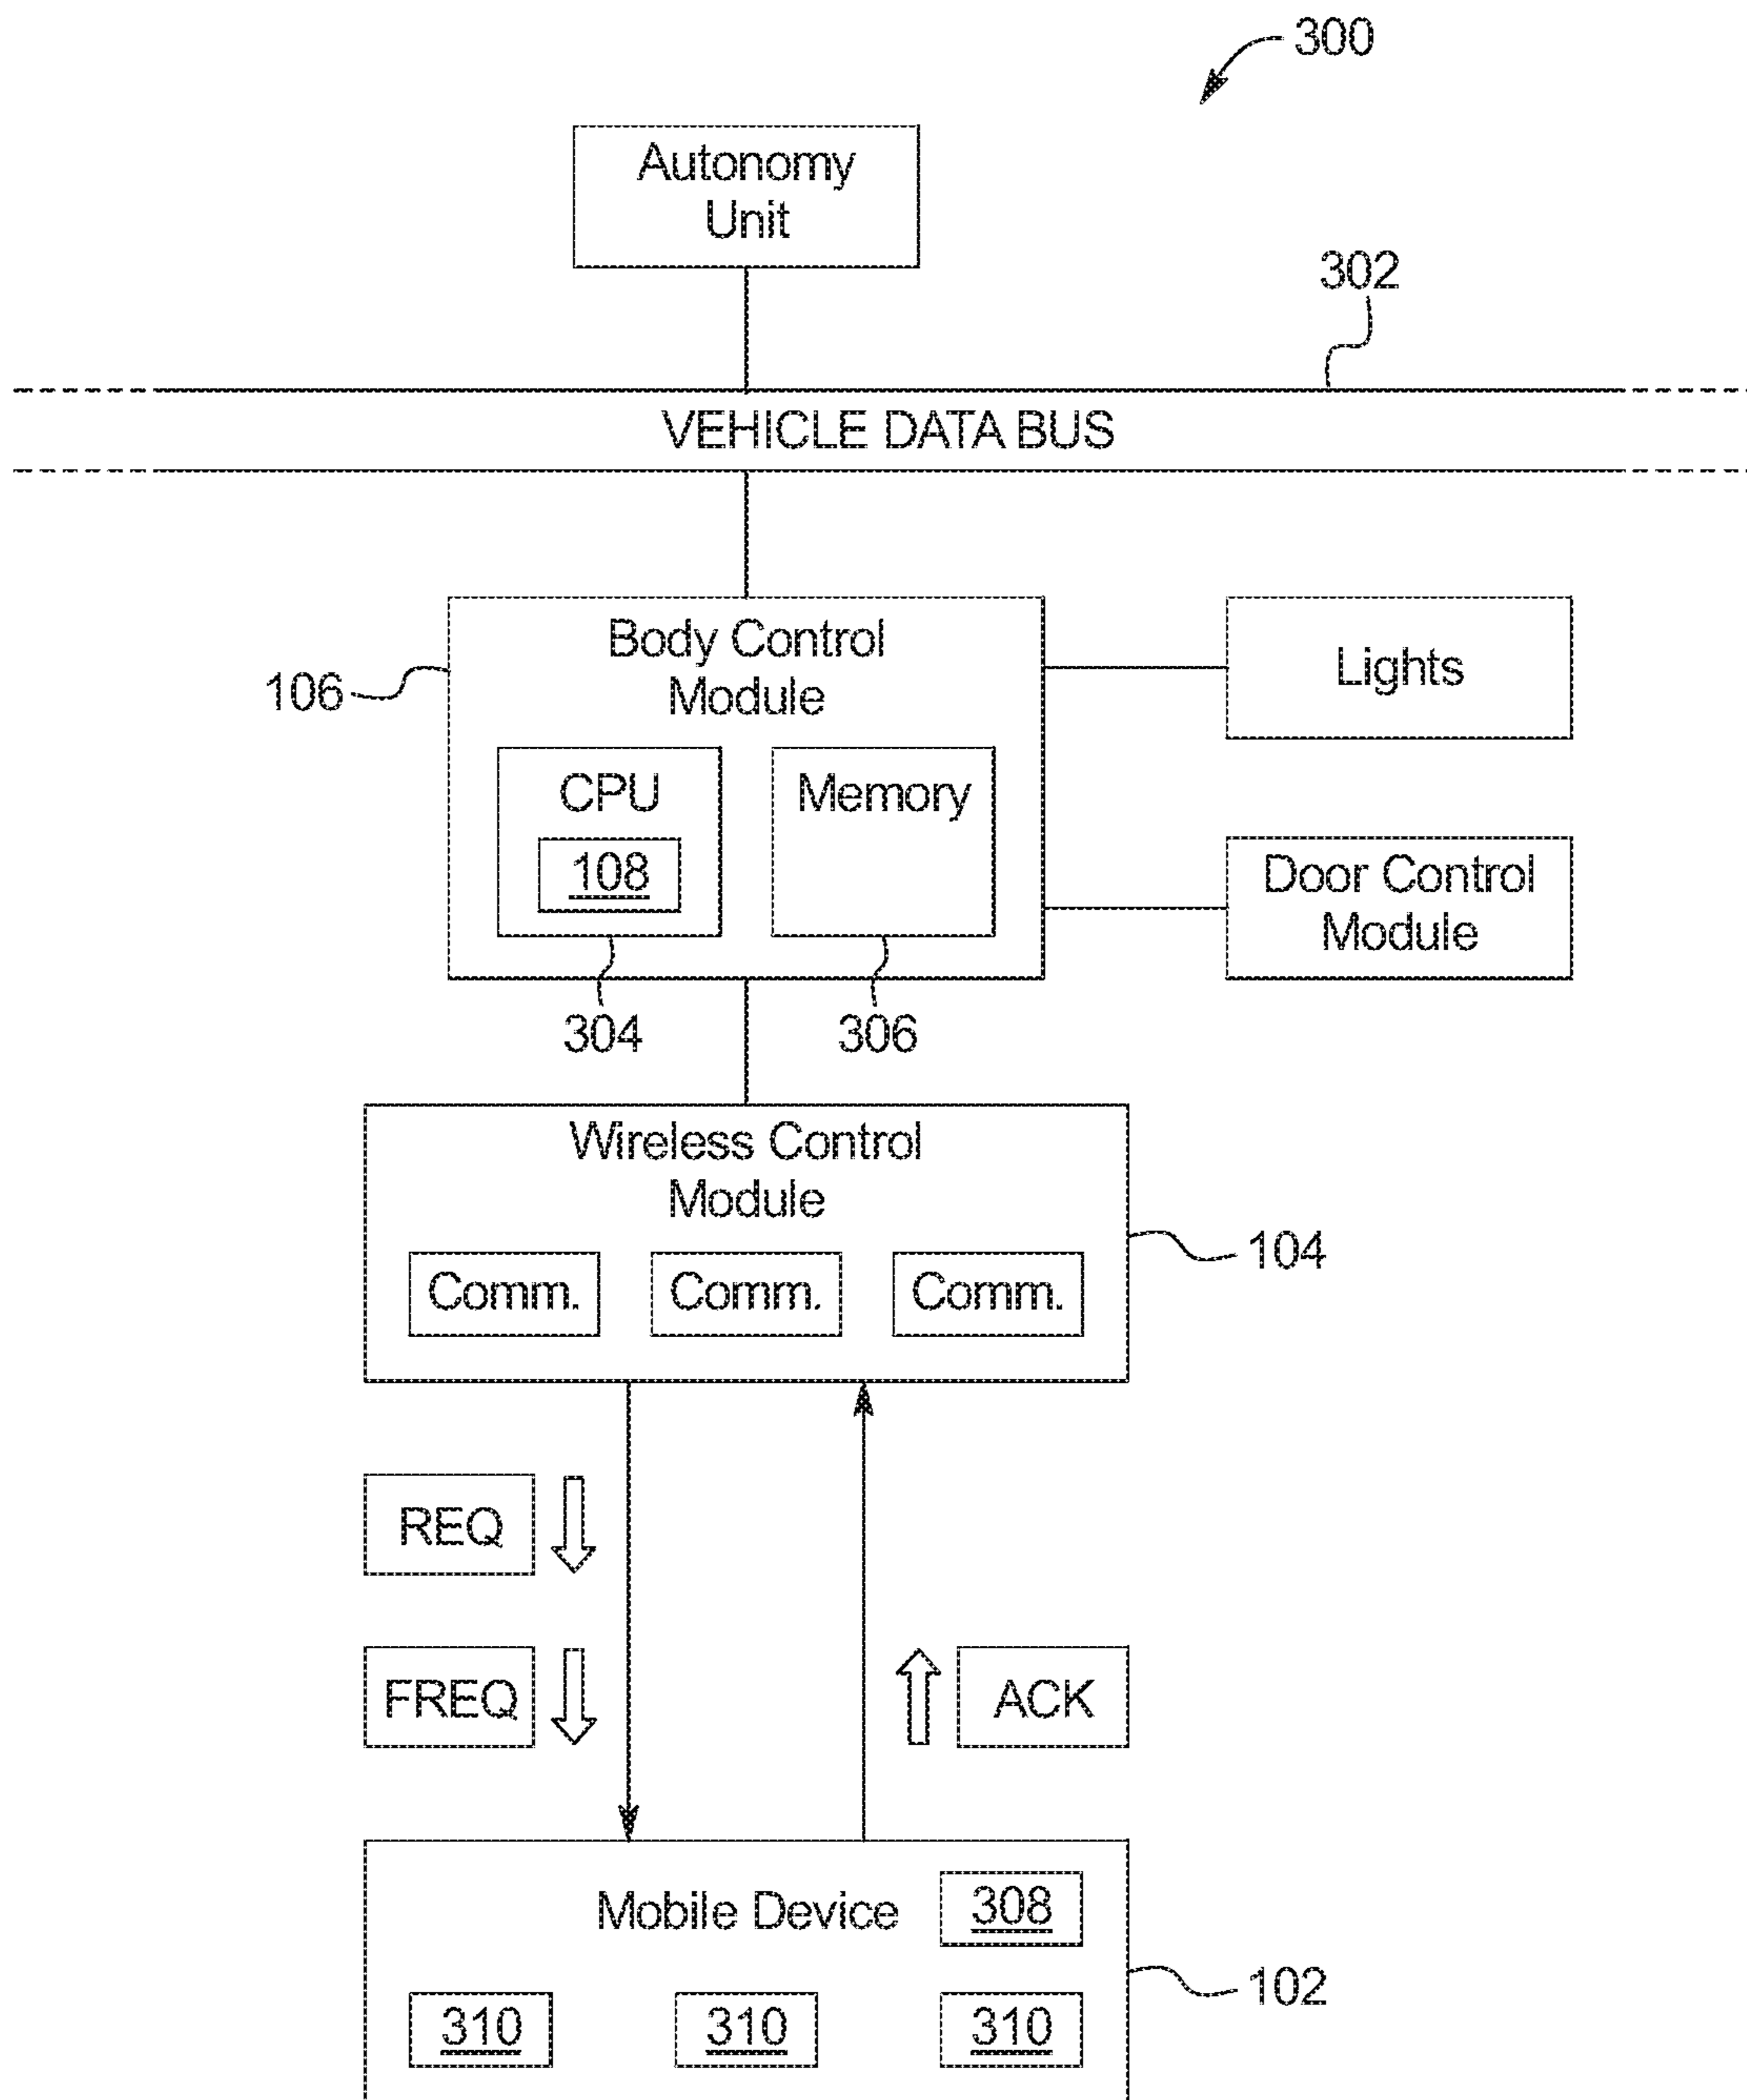 300
Autonomy
Unit
302
VEHICLE DATA BUS
Body Control
Module
106
Lights
CPU
Memory
108
Door Control
Module
304
306
Wireless Control
Module
104
Comm.
Comm.
Comm.
REQ
FREQ
ACK
Mobile Device
308
102
310
310
310